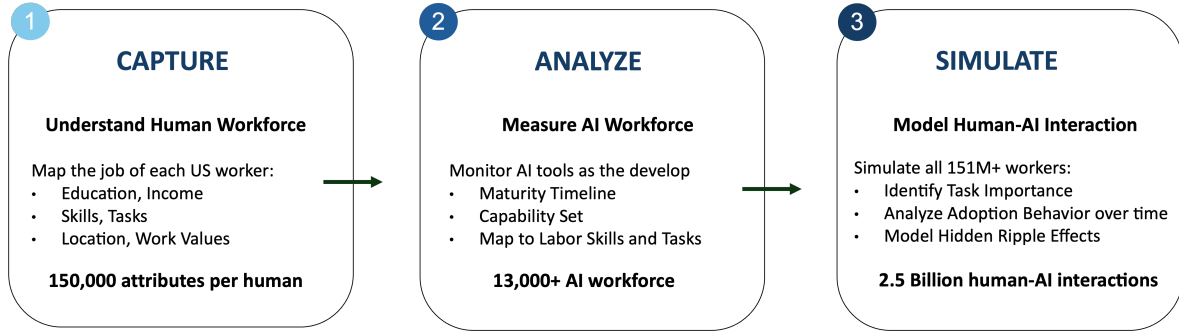 1
CAPTURE
Understand Human Workforce
Map the job of each US worker:
• Education, Income
• Skills, Tasks
• Location, Work Values
150,000 attributes per human
2
ANALYZE
Measure AI Workforce
Monitor AI tools as the develop
• Maturity Timeline
• Capability Set
• Map to Labor Skills and Tasks
13,000+ AI workforce
3
SIMULATE
Model Human-AI Interaction
Simulate all 151M+ workers:
• Identify Task Importance
• Analyze Adoption Behavior over time
• Model Hidden Ripple Effects
2.5 Billion human-AI interactions